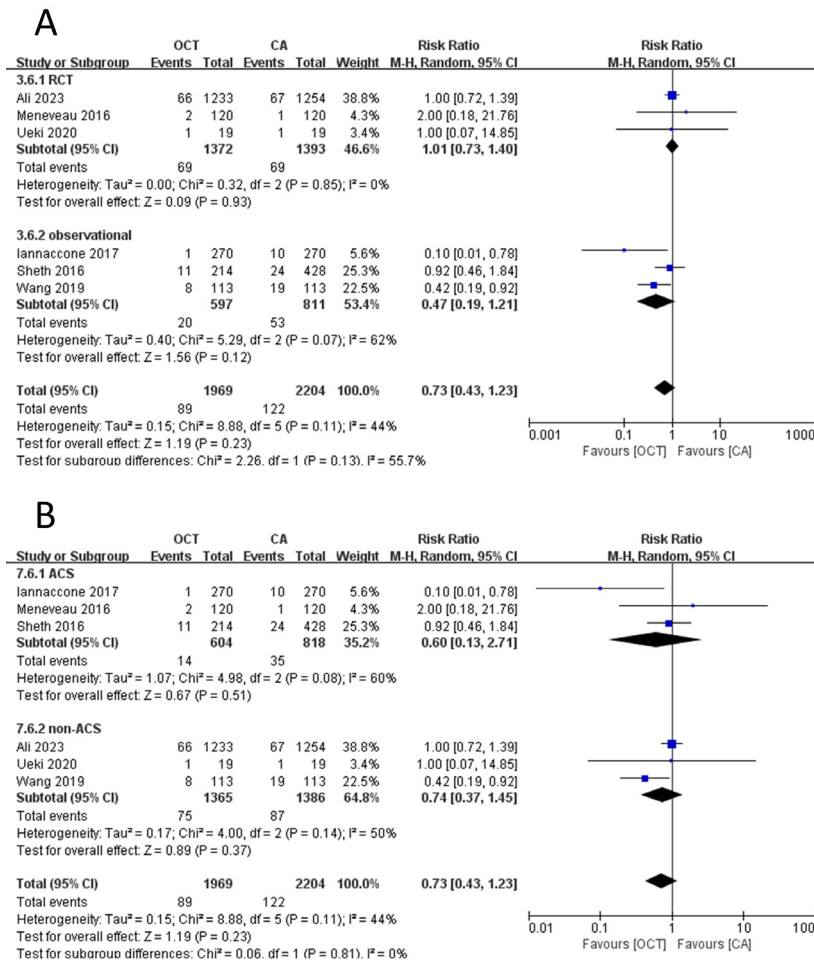 A
OCT CA Risk Ratio Risk Ratio
Study or Subgroup Events Total Events Total Weight M-H, Random, 95% CI M-H, Random, 95% CI
3.6.1 RCT
Ali 2023 66 1233 67 1254 38.8% 1.00 [0.72, 1.39]
Meneveau 2016 2 120 1 120 4.3% 2.00 [0.18, 21.76]
Ueki 2020 1 19 1 19 3.4% 1.00 [0.07, 14.85]
Subtotal (95% CI) 1372 1393 46.6% 1.01 [0.73, 1.40]
Total events 69 69
Heterogeneity: Tau² = 0.00; Chi² = 0.32, df = 2 (P = 0.85); I² = 0%
Test for overall effect: Z = 0.09 (P = 0.93)
3.6.2 observational
Iannaccone 2017 1 270 10 270 5.6% 0.10 [0.01, 0.78]
Sheth 2016 11 214 24 428 25.3% 0.92 [0.46, 1.84]
Wang 2019 8 113 19 113 22.5% 0.42 [0.19, 0.92]
Subtotal (95% CI) 597 811 53.4% 0.47 [0.19, 1.21]
Total events 20 53
Heterogeneity: Tau² = 0.40; Chi² = 5.29, df = 2 (P = 0.07); I² = 62%
Test for overall effect: Z = 1.56 (P = 0.12)
Total (95% CI) 1969 2204 100.0% 0.73 [0.43, 1.23]
Total events 89 122
Heterogeneity: Tau² = 0.15; Chi² = 8.88, df = 5 (P = 0.11); I² = 44%
Test for overall effect: Z = 1.19 (P = 0.23)
Test for subgroup differences: Chi² = 2.26, df = 1 (P = 0.13), I² = 55.7%
0.001 0.1 1 10 1000
Favours [OCT] Favours [CA]
B
OCT CA Risk Ratio Risk Ratio
Study or Subgroup Events Total Events Total Weight M-H, Random, 95% CI M-H, Random, 95% CI
7.6.1 ACS
Iannaccone 2017 1 270 10 270 5.6% 0.10 [0.01, 0.78]
Meneveau 2016 2 120 1 120 4.3% 2.00 [0.18, 21.76]
Sheth 2016 11 214 24 428 25.3% 0.92 [0.46, 1.84]
Subtotal (95% CI) 604 818 35.2% 0.60 [0.13, 2.71]
Total events 14 35
Heterogeneity: Tau² = 1.07; Chi² = 4.98, df = 2 (P = 0.08); I² = 60%
Test for overall effect: Z = 0.67 (P = 0.51)
7.6.2 non-ACS
Ali 2023 66 1233 67 1254 38.8% 1.00 [0.72, 1.39]
Ueki 2020 1 19 1 19 3.4% 1.00 [0.07, 14.85]
Wang 2019 8 113 19 113 22.5% 0.42 [0.19, 0.92]
Subtotal (95% CI) 1365 1386 64.8% 0.74 [0.37, 1.45]
Total events 75 87
Heterogeneity: Tau² = 0.17; Chi² = 4.00, df = 2 (P = 0.14); I² = 50%
Test for overall effect: Z = 0.89 (P = 0.37)
Total (95% CI) 1969 2204 100.0% 0.73 [0.43, 1.23]
Total events 89 122
Heterogeneity: Tau² = 0.15; Chi² = 8.88, df = 5 (P = 0.11); I² = 44%
Test for overall effect: Z = 1.19 (P = 0.23)
Test for subgroup differences: Chi² = 0.06, df = 1 (P = 0.81), I² = 0%
0.01 0.1 1 10 100
Favours [OCT] Favours [CA]